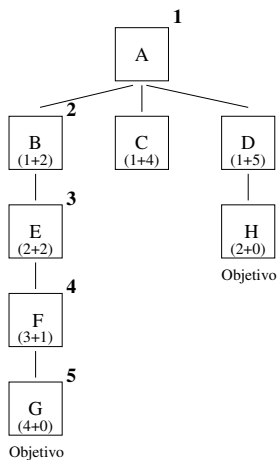 1
A
2
B
(1+2)
C
(1+4)
D
(1+5)
3
E
(2+2)
H
(2+0)
Objetivo
4
F
(3+1)
5
G
(4+0)
Objetivo